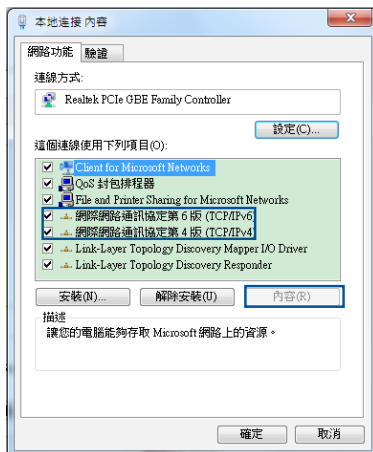 本地连接 內容
網路功能 驗證
連線方式:
Realtek PCIe GBE Family Controller
設定(C)...
這個連線使用下列項目(O):
Client for Microsoft Networks
QoS 封包排程器
File and Printer Sharing for Microsoft Networks
網際網路通訊協定第 6 版 (TCP/IPv6)
網際網路通訊協定第 4 版 (TCP/IPv4)
Link-Layer Topology Discovery Mapper I/O Driver
Link-Layer Topology Discovery Responder
安裝(N)... 解除安裝(U) 內容(R)
描述
讓您的電腦能夠存取 Microsoft 網路上的資源。
確定 取消